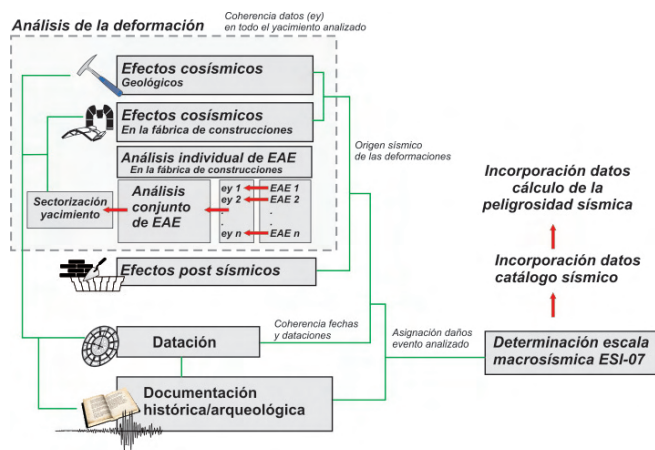 Análisis de la deformación
Coherencia datos (ey)
en todo el yacimiento analizado
Efectos cosísmicos
Geológicos
Efectos cosísmicos
En la fábrica de construcciones
Análisis individual de EAE
En la fábrica de construcciones
Sectorización
yacimiento
Análisis
conjunto
de EAE
ey 1
ey 2
.
.
ey n
EAE 1
EAE 2
.
.
EAE n
Efectos post sísmicos
Origen sísmico
de las deformaciones
Datación
Coherencia fechas
y dataciones
Documentación
histórica/arqueológica
Asignación daños
evento analizado
Incorporación datos
cálculo de la
peligrosidad sísmica
Incorporación datos
catálogo sísmico
Determinación escala
macrosísmica ESI-07